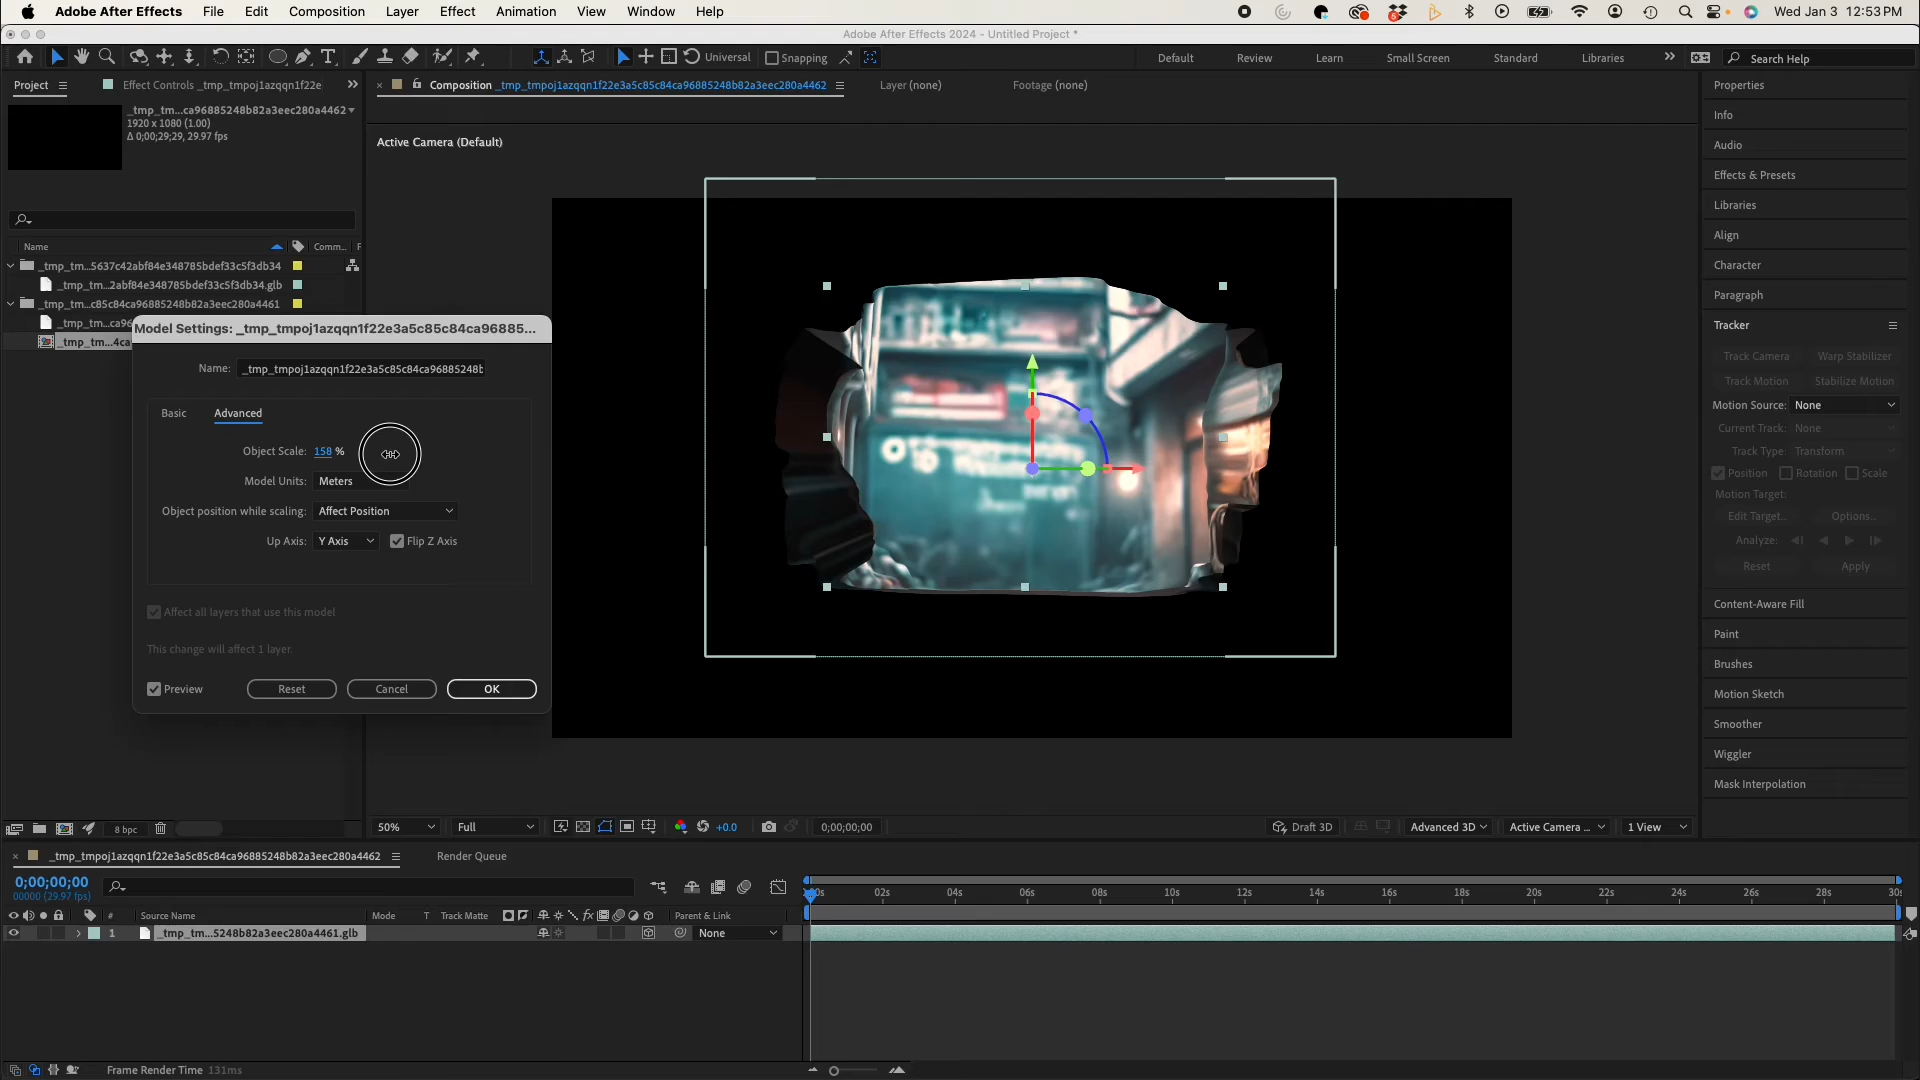 Adobe After Effects File Edit Composition Layer Effect Animation View Window Help
5
Wed Jan 3 12:53 PM
Adobe After Effects 2024 - Untitled Project *
Universal Snapping Default Review Learn Small Screen Standard Libraries Search Help
Project Effect Controls _tmp_tmpoj1azqqn1f22e
Composition _tmp_tmpoj1azqqn1f22e3a5c85c84ca96885248b82a3eec280a4462 Layer (none) Footage (none)
_tmp_tm...ca96885248b82a3eec280a4462
1920 x 1080 (1.00)
Δ 0;00;29;29, 29.97 fps
Active Camera (Default)
Name Comm... F
_tmp_tm...5637c42abf84e348785bdef33c5f3db34
_tmp_tm...2abf84e348785bdef33c5f3db34.glb
_tmp_tm...c85c84ca96885248b82a3eec280a4461
_tmp_tm...ca96
_tmp_tm...4ca
Model Settings: _tmp_tmpoj1azqqn1f22e3a5c85c84ca96885...
Name: _tmp_tmpoj1azqqn1f22e3a5c85c84ca96885248b
Basic Advanced
Object Scale: 158 %
Model Units: Meters
Object position while scaling: Affect Position
Up Axis: Y Axis Flip Z Axis
Affect all layers that use this model
This change will affect 1 layer.
Preview Reset Cancel OK
Properties
Info
Audio
Effects & Presets
Libraries
Align
Character
Paragraph
Tracker
Track Camera Warp Stabilizer
Track Motion Stabilize Motion
Motion Source: None
Current Track: None
Track Type: Transform
Position Rotation Scale
Motion Target:
Edit Target... Options...
Analyze:
Reset Apply
Content-Aware Fill
Paint
Brushes
Motion Sketch
Smoother
Wiggler
Mask Interpolation
8 bpc
50% Full +0.0 0;00;00;00 Draft 3D Advanced 3D Active Camera ... 1 View
_tmp_tmpoj1azqqn1f22e3a5c85c84ca96885248b82a3eec280a4462 Render Queue
0;00;00;00
00000 (29.97 fps)
02s 04s 06s 08s 10s 12s 14s 16s 18s 20s 22s 24s 26s 28s
# Source Name Mode T Track Matte fx Parent & Link
1 _tmp_tm...5248b82a3eec280a4461.glb None
Frame Render Time 131ms